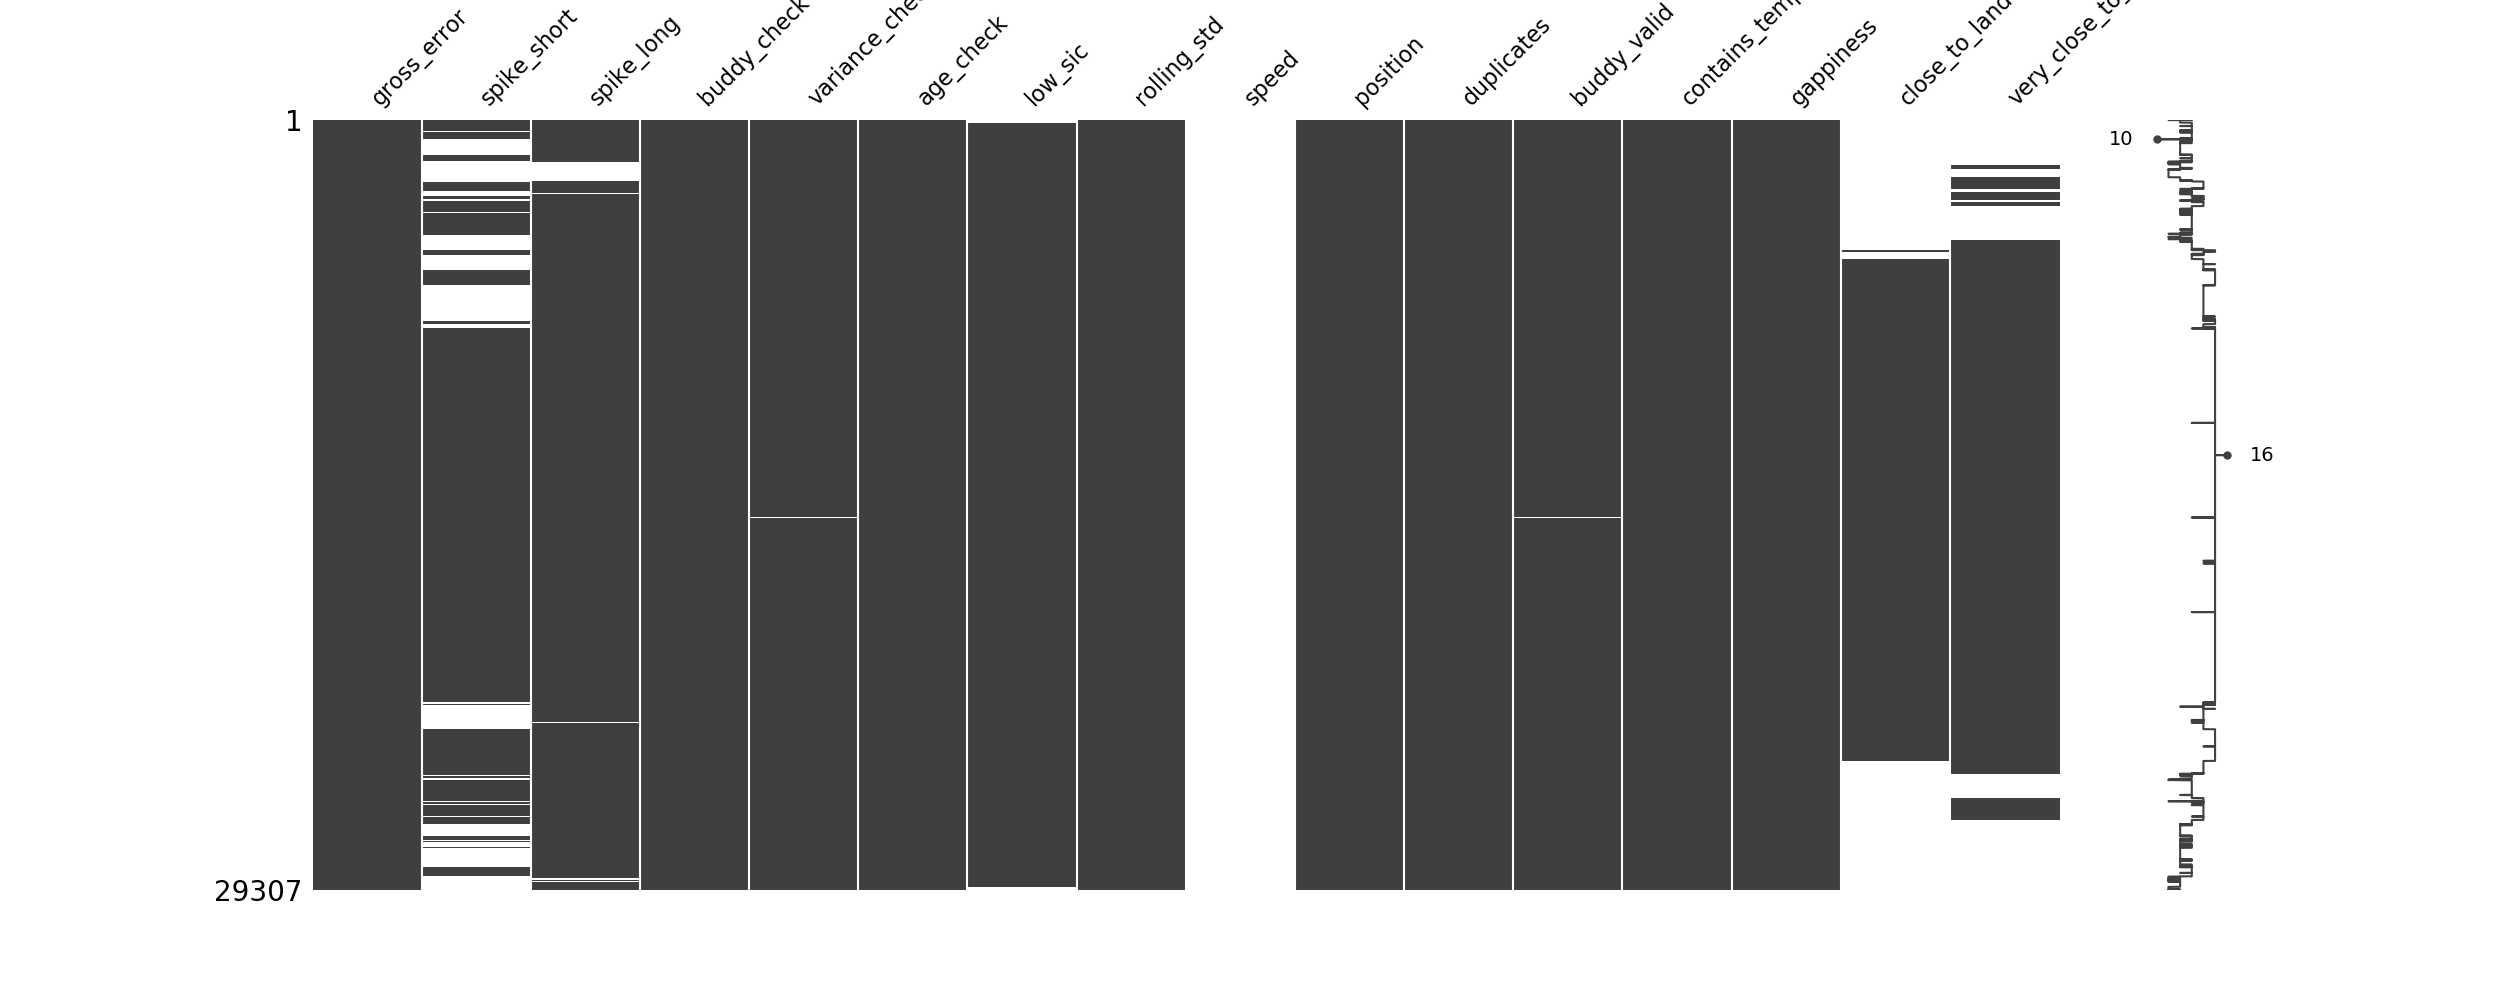 gross_error
spike_short
spike_long
buddy_check
variance_che
age_check
low_sic
rolling_std
speed
position
duplicates
buddy_valid
contains_temp
gappiness
close_to_land
very_close_to_
1
10
16
29307